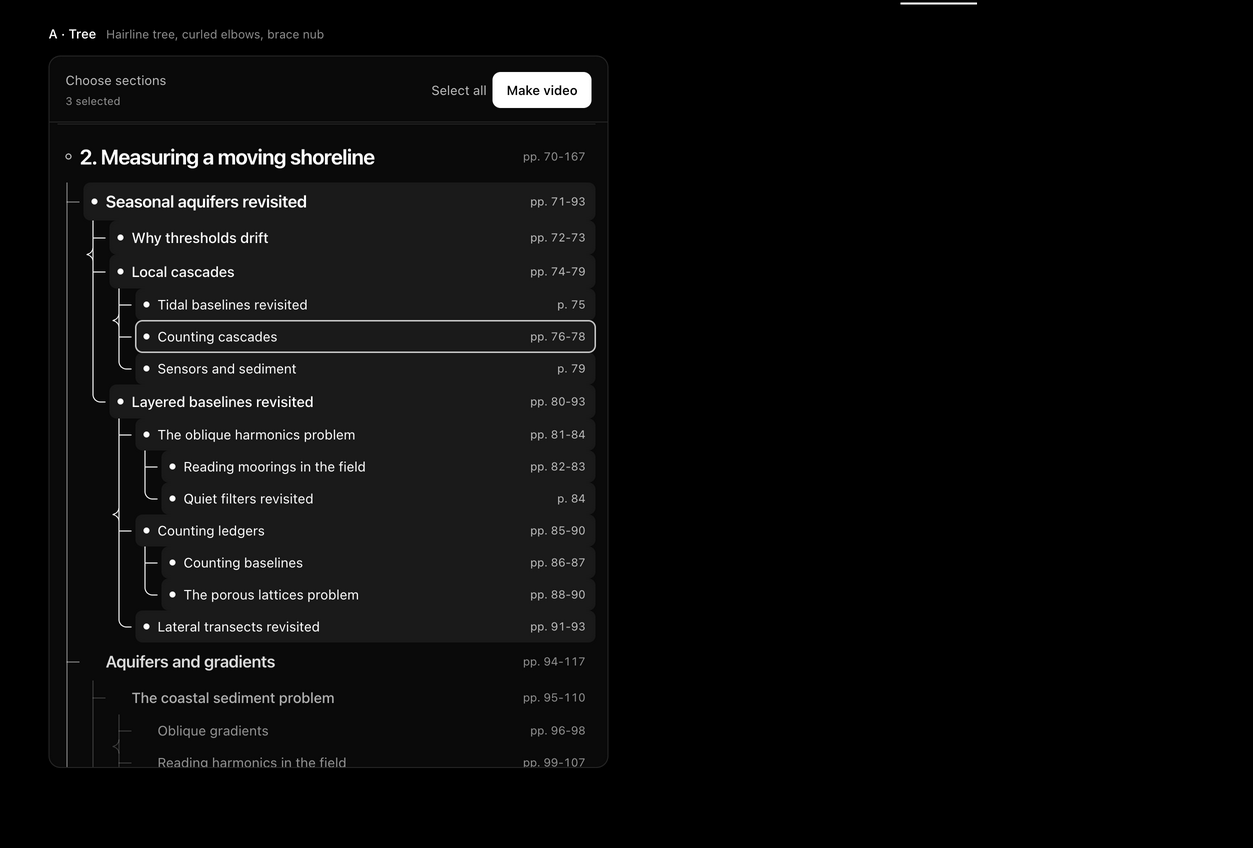 A · Tree Hairline tree, curled elbows, brace nub
Choose sections
3 selected
Select all
Make video
2. Measuring a moving shoreline pp. 70-167
Seasonal aquifers revisited pp. 71-93
Why thresholds drift pp. 72-73
Local cascades pp. 74-79
Tidal baselines revisited p. 75
Counting cascades pp. 76-78
Sensors and sediment p. 79
Layered baselines revisited pp. 80-93
The oblique harmonics problem pp. 81-84
Reading moorings in the field pp. 82-83
Quiet filters revisited p. 84
Counting ledgers pp. 85-90
Counting baselines pp. 86-87
The porous lattices problem pp. 88-90
Lateral transects revisited pp. 91-93
Aquifers and gradients pp. 94-117
The coastal sediment problem pp. 95-110
Oblique gradients pp. 96-98
Reading harmonics in the field pp. 99-107